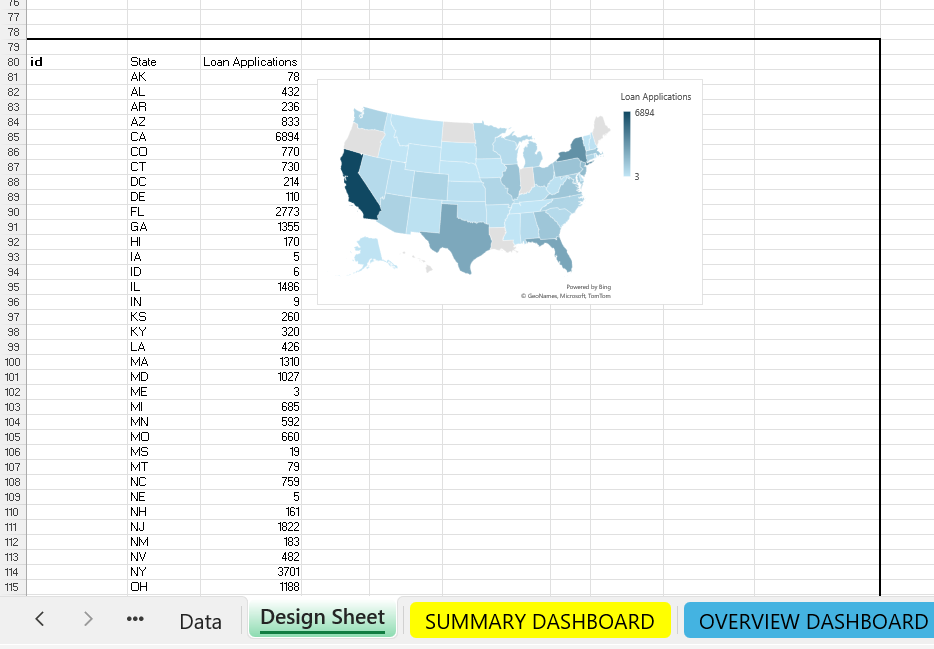 76
77
78
79
80 id State Loan Applications
81 AK 78
82 AL 432
83 AR 236
84 AZ 833
85 CA 6894
86 CO 770
87 CT 730
88 DC 214
89 DE 110
90 FL 2773
91 GA 1355
92 HI 170
93 IA 5
94 ID 6
95 IL 1486
96 IN 9
97 KS 260
98 KY 320
99 LA 426
100 MA 1310
101 MD 1027
102 ME 3
103 MI 685
104 MN 592
105 MO 660
106 MS 19
107 MT 79
108 NC 759
109 NE 5
110 NH 161
111 NJ 1822
112 NM 183
113 NV 482
114 NY 3701
115 OH 1188
Loan Applications
6894
3
Powered by Bing
© GeoNames, Microsoft, TomTom
Data Design Sheet SUMMARY DASHBOARD OVERVIEW DASHBOARD